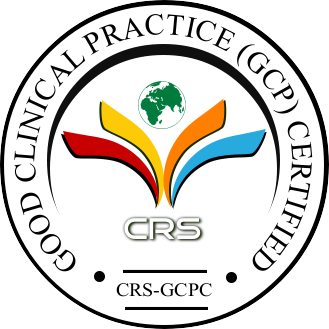 GOOD CLINICAL PRACTICE (GCP) CERTIFIED
CRS
CRS-GCPC